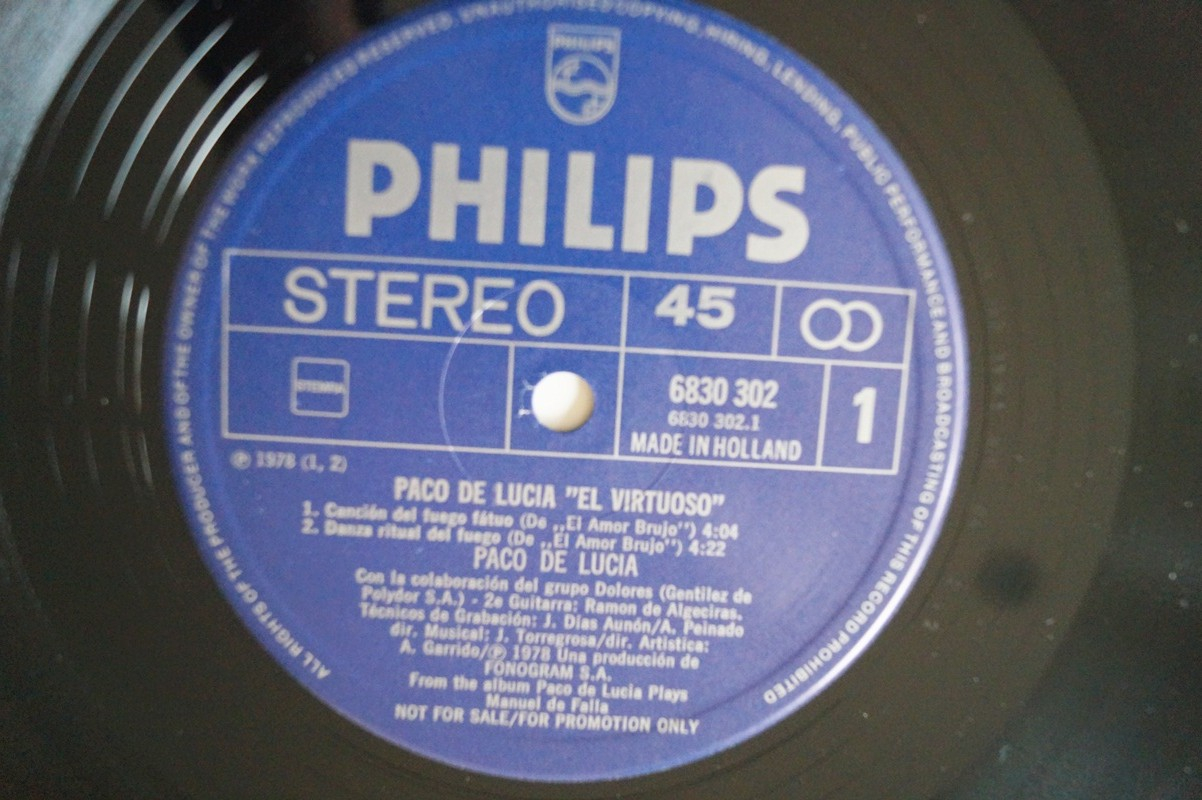 PHILIPS
PHILIPS
STEREO
45
STEMRA
6830 302
6830 302.1
MADE IN HOLLAND
1
℗ 1978 (1, 2)
PACO DE LUCIA "EL VIRTUOSO"
1. Canción del fuego fátuo (De ,,El Amor Brujo'') 4:04
2. Danza ritual del fuego (De ,,El Amor Brujo'') 4:22
PACO DE LUCIA
Con la colaboración del grupo Dolores (Gentilez de
Polydor S.A.) - 2e Guitarra: Ramon de Algeciras.
Técnicos de Grabación: J. Dias Aunón/A. Peinado
dir. Musical: J. Torregrosa/dir. Artistica:
A. Garrido/℗ 1978 Una producción de
FONOGRAM S.A.
From the album Paco de Lucia Plays
Manuel de Falla
NOT FOR SALE/FOR PROMOTION ONLY
ALL RIGHTS OF THE PRODUCER AND OF THE OWNER OF THE WORK REPRODUCED RESERVED. UNAUTHORISED COPYING, HIRING, LENDING, PUBLIC PERFORMANCE AND BROADCASTING OF THIS RECORD PROHIBITED